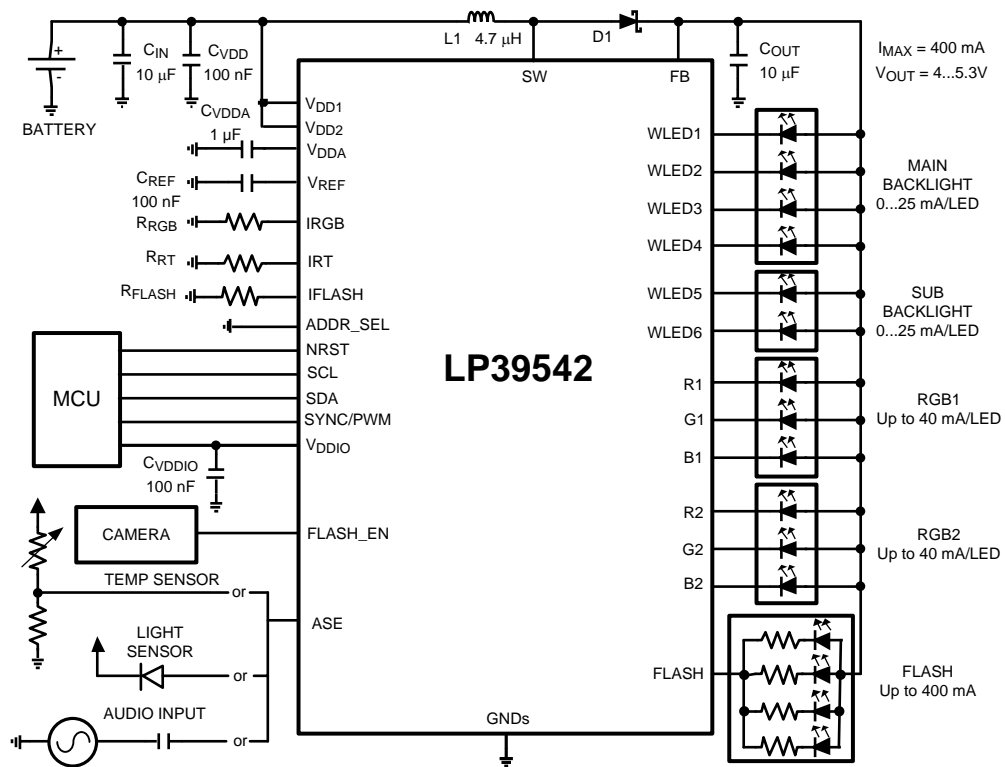 +
-
BATTERY
CIN
10 μF
CVDD
100 nF
L1 4.7 μH
D1
COUT
10 μF
IMAX = 400 mA
VOUT = 4...5.3V
SW
FB
VDD1
VDD2
CVDDA
1 μF
VDDA
CREF
100 nF
VREF
RRGB
IRGB
RRT
IRT
RFLASH
IFLASH
ADDR_SEL
MCU
NRST
SCL
SDA
SYNC/PWM
VDDIO
CVDDIO
100 nF
CAMERA
FLASH_EN
TEMP SENSOR
or
ASE
LIGHT
SENSOR
or
AUDIO INPUT
or
LP39542
GNDs
WLED1
WLED2
WLED3
WLED4
MAIN
BACKLIGHT
0...25 mA/LED
WLED5
WLED6
SUB
BACKLIGHT
0...25 mA/LED
R1
G1
B1
RGB1
Up to 40 mA/LED
R2
G2
B2
RGB2
Up to 40 mA/LED
FLASH
FLASH
Up to 400 mA